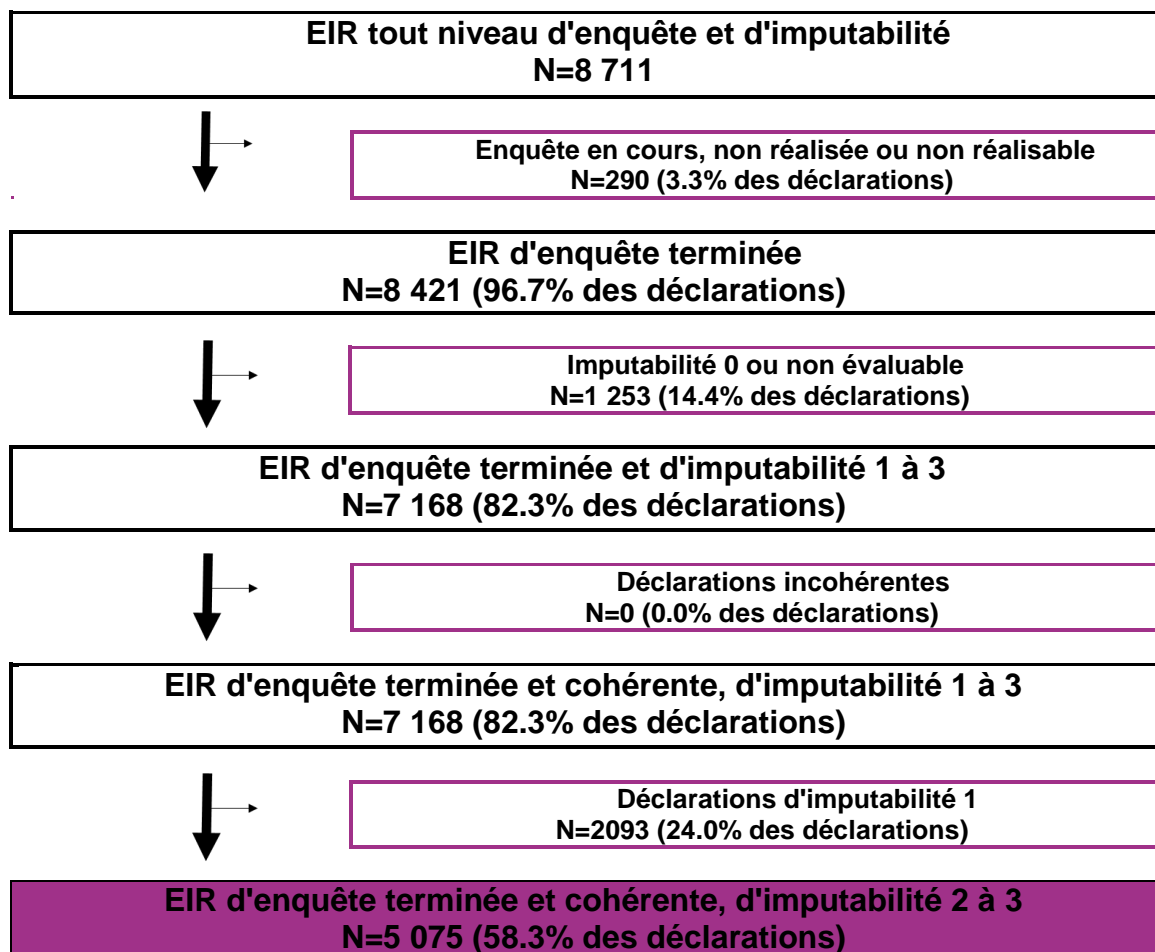 EIR tout niveau d'enquête et d'imputabilité
N=8 711
Enquête en cours, non réalisée ou non réalisable
N=290 (3.3% des déclarations)
EIR d'enquête terminée
N=8 421 (96.7% des déclarations)
Imputabilité 0 ou non évaluable
N=1 253 (14.4% des déclarations)
EIR d'enquête terminée et d'imputabilité 1 à 3
N=7 168 (82.3% des déclarations)
Déclarations incohérentes
N=0 (0.0% des déclarations)
EIR d'enquête terminée et cohérente, d'imputabilité 1 à 3
N=7 168 (82.3% des déclarations)
Déclarations d'imputabilité 1
N=2093 (24.0% des déclarations)
EIR d'enquête terminée et cohérente, d'imputabilité 2 à 3
N=5 075 (58.3% des déclarations)